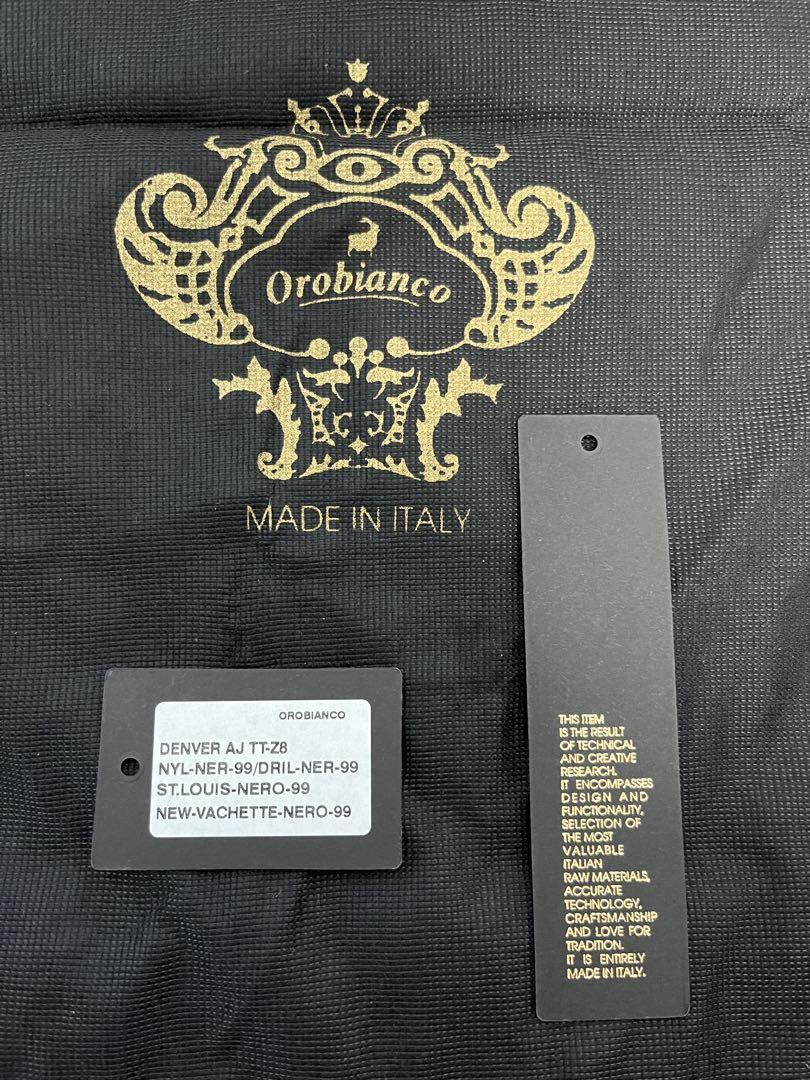 Orobianco
MADE IN ITALY
OROBIANCO
DENVER AJ TT-Z8
NYL-NER-99/DRIL-NER-99
ST.LOUIS-NERO-99
NEW-VACHETTE-NERO-99
THIS ITEM
IS THE RESULT
OF TECHNICAL
AND CREATIVE
RESEARCH.
IT ENCOMPASSES
DESIGN AND
FUNCTIONALITY,
SELECTION OF
THE MOST
VALUABLE
ITALIAN
RAW MATERIALS,
ACCURATE
TECHNOLOGY,
CRAFTSMANSHIP
AND LOVE FOR
TRADITION.
IT IS ENTIRELY
MADE IN ITALY.